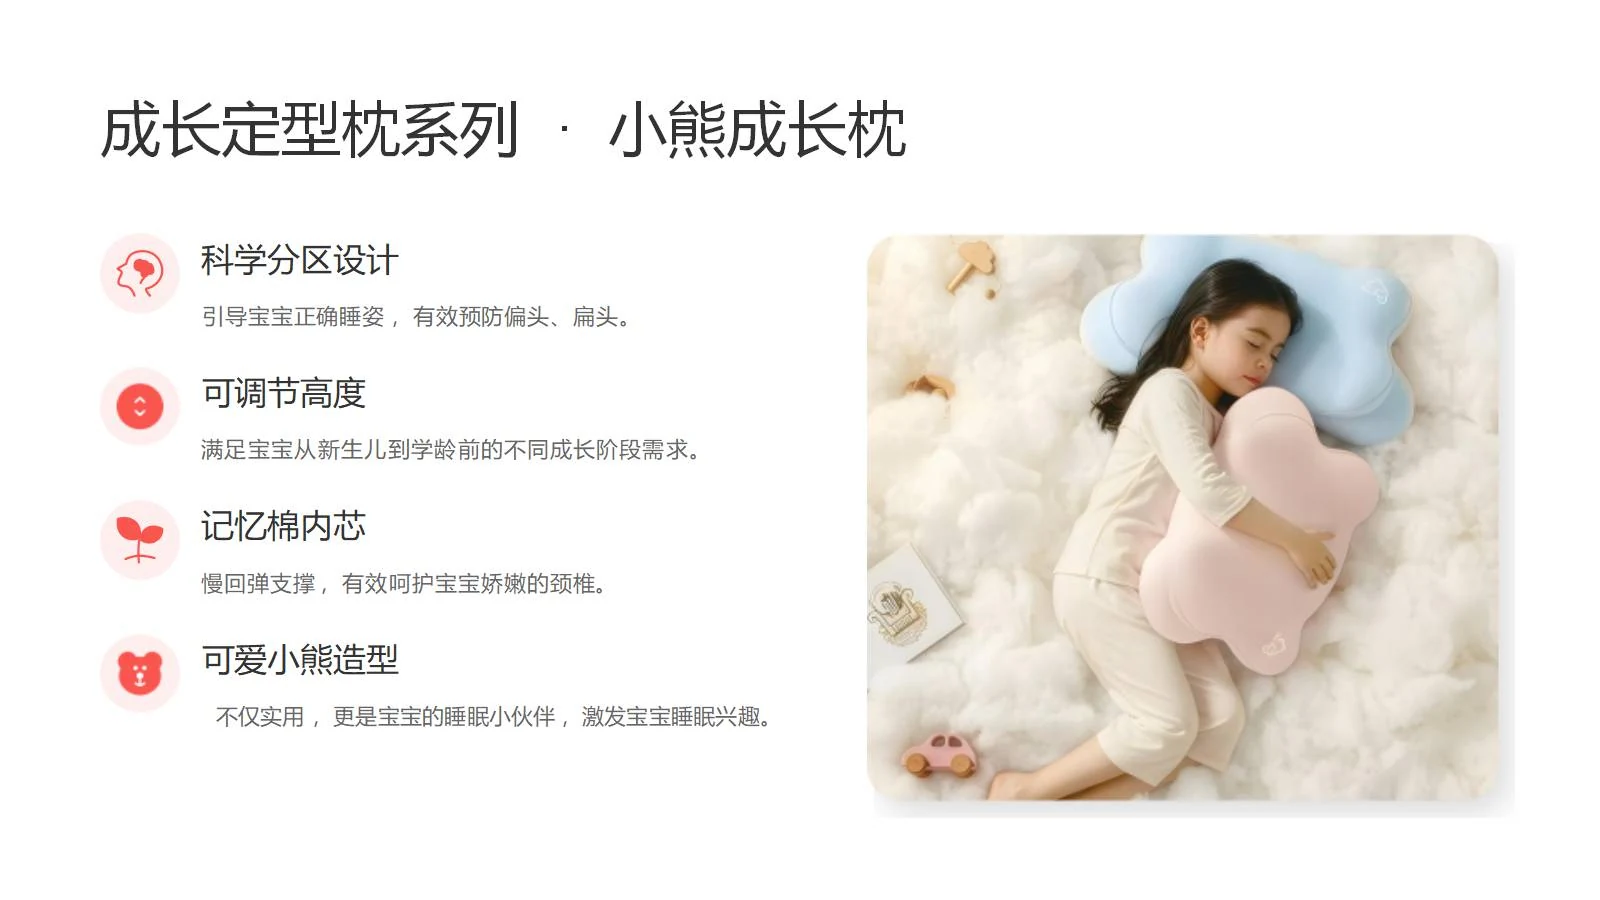 成长定型枕系列 · 小熊成长枕
科学分区设计
引导宝宝正确睡姿，有效预防偏头、扁头。
可调节高度
满足宝宝从新生儿到学龄前的不同成长阶段需求。
记忆棉内芯
慢回弹支撑，有效呵护宝宝娇嫩的颈椎。
可爱小熊造型
不仅实用，更是宝宝的睡眠小伙伴，激发宝宝睡眠兴趣。